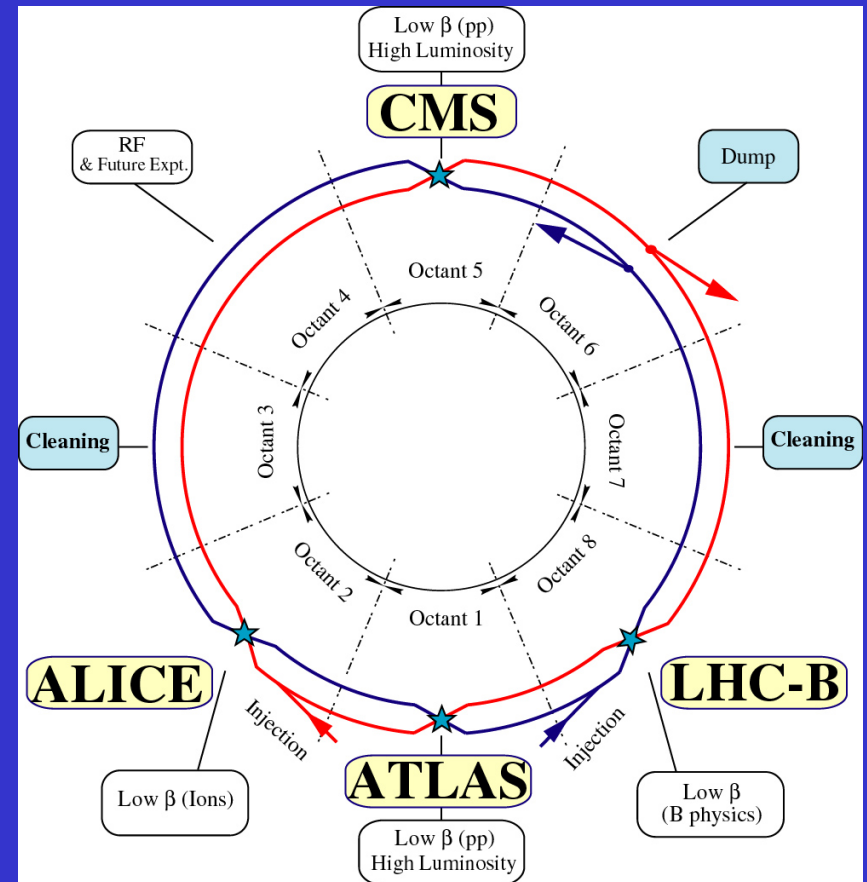 Low β (pp)
High Luminosity
CMS
RF
& Future Expt.
Dump
Octant 5
Octant 4
Octant 6
Cleaning
Octant 3
Octant 7
Cleaning
Octant 2
Octant 8
Octant 1
ALICE
LHC-B
Injection
Injection
ATLAS
Low β (Ions)
Low β
(B physics)
Low β (pp)
High Luminosity